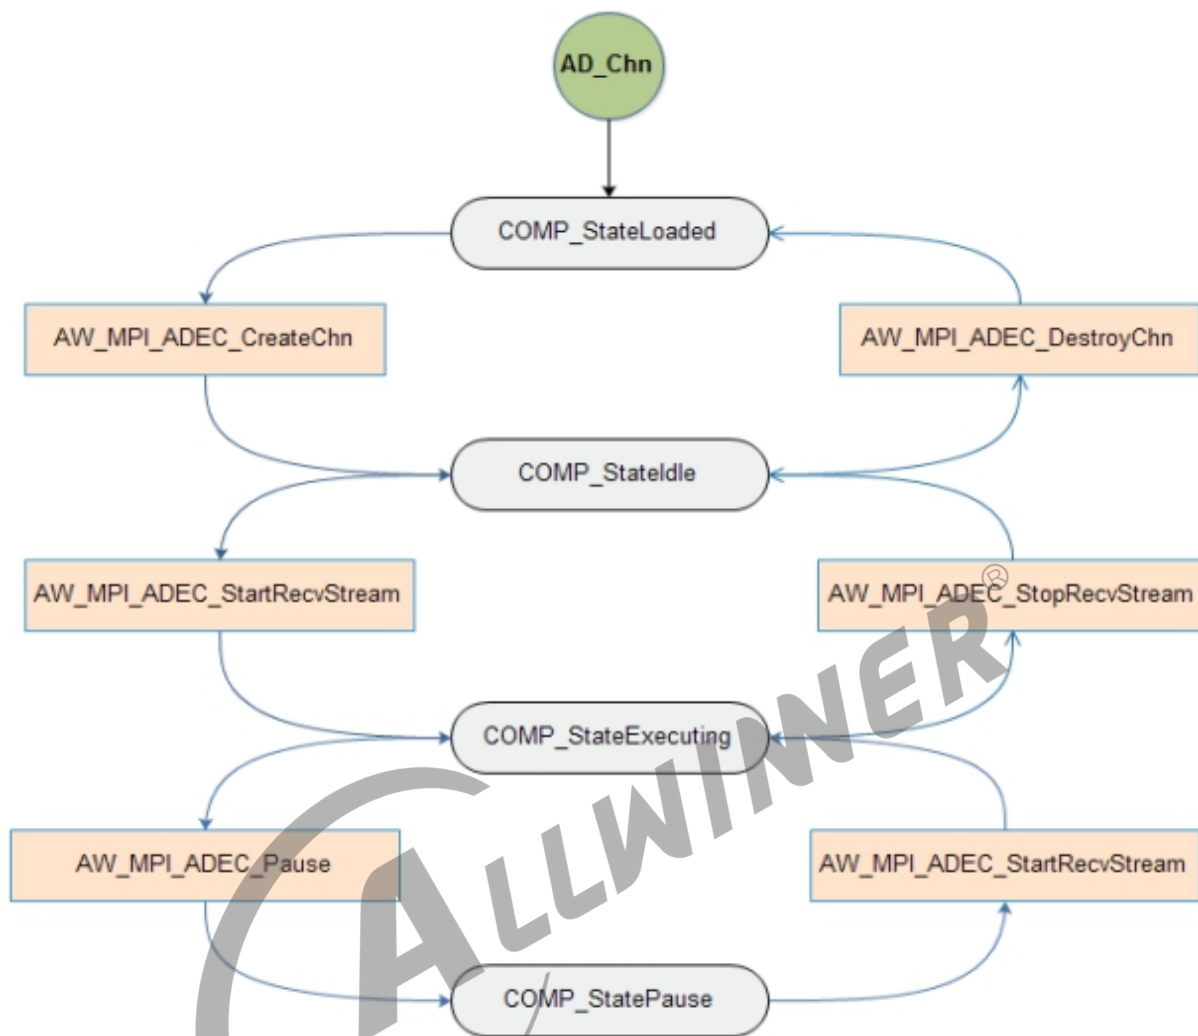 AD_Chn
COMP_StateLoaded
AW_MPI_ADEC_CreateChn
AW_MPI_ADEC_DestroyChn
COMP_StateIdle
AW_MPI_ADEC_StartRecvStream
AW_MPI_ADEC_StopRecvStream
COMP_StateExecuting
AW_MPI_ADEC_Pause
AW_MPI_ADEC_StartRecvStream
COMP_StatePause
ALLWINNER®